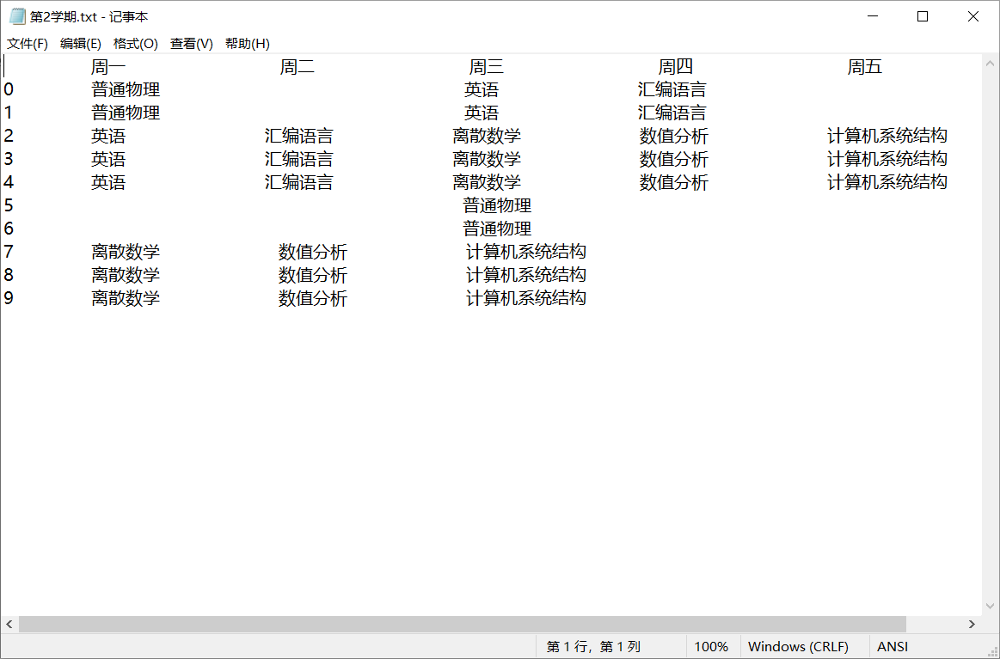 第2学期.txt - 记事本
文件(F) 编辑(E) 格式(O) 查看(V) 帮助(H)
周一 周二 周三 周四 周五
0 普通物理 英语 汇编语言
1 普通物理 英语 汇编语言
2 英语 汇编语言 离散数学 数值分析 计算机系统结构
3 英语 汇编语言 离散数学 数值分析 计算机系统结构
4 英语 汇编语言 离散数学 数值分析 计算机系统结构
5 普通物理
6 普通物理
7 离散数学 数值分析 计算机系统结构
8 离散数学 数值分析 计算机系统结构
9 离散数学 数值分析 计算机系统结构
第 1 行，第 1 列 100% Windows (CRLF) ANSI